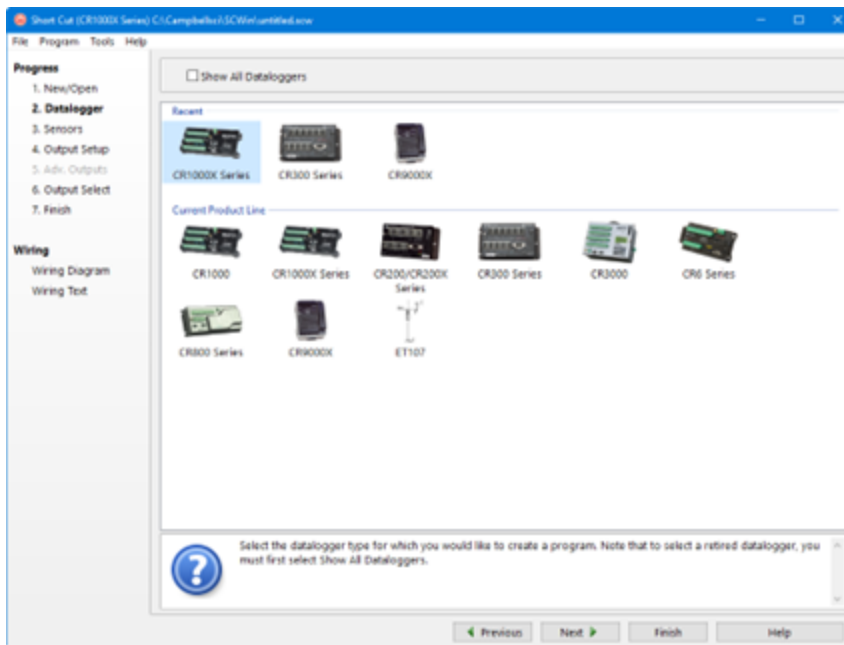 Short Cut (CR1000X Series) C:\Campbellsci\SCWin\untitled.scw
File Program Tools Help
Progress
1. New/Open
2. Datalogger
3. Sensors
4. Output Setup
5. Adv. Outputs
6. Output Select
7. Finish
Wiring
Wiring Diagram
Wiring Text
Show All Dataloggers
Recent
CR1000X Series CR300 Series CR9000X
Current Product Line
CR1000 CR1000X Series CR200/CR200X Series CR300 Series CR3000 CR6 Series
CR800 Series CR9000X ET107
Select the datalogger type for which you would like to create a program. Note that to select a retired datalogger, you
must first select Show All Dataloggers.
Previous Next Finish Help